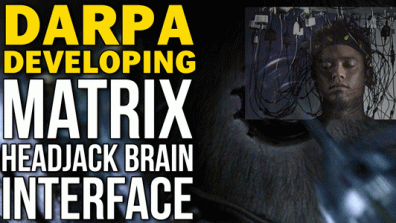 DARPA
DEVELOPING
MATRIX
HEADJACK BRAIN
INTERFACE